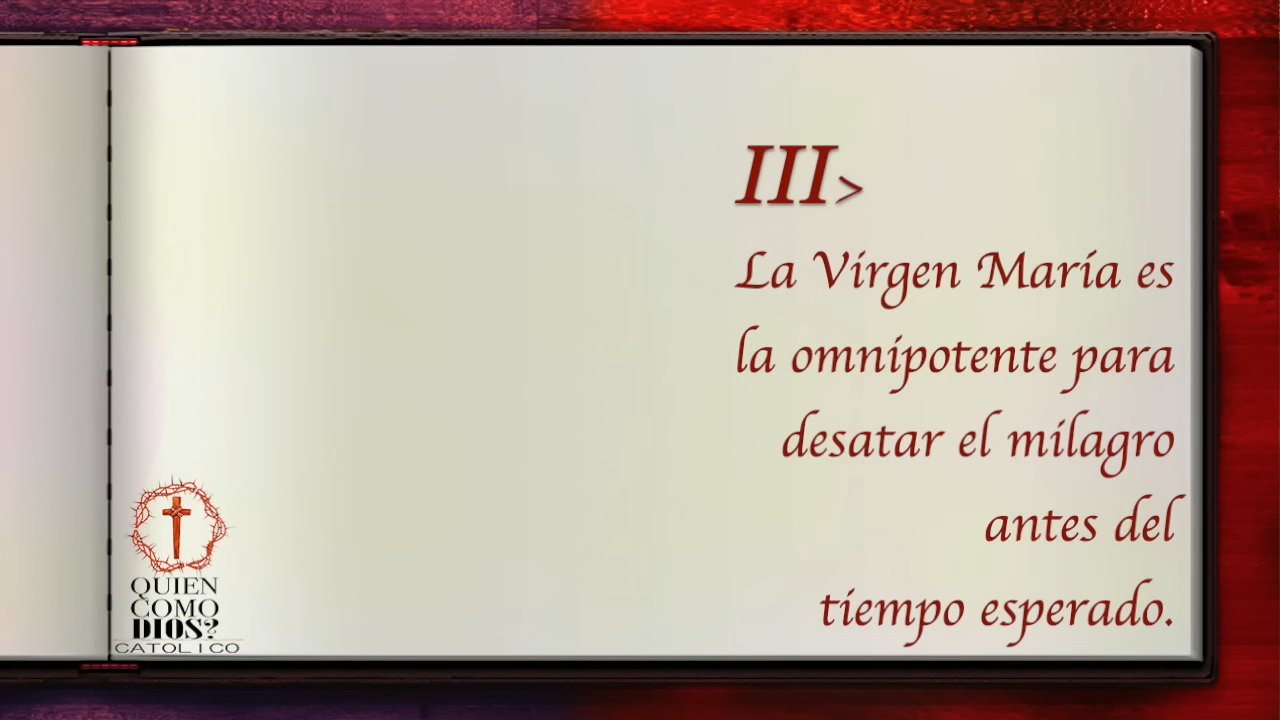 III>
La Virgen María es
la omnipotente para
desatar el milagro
antes del
tiempo esperado.
QUIEN
COMO
DIOS?
CATOLICO